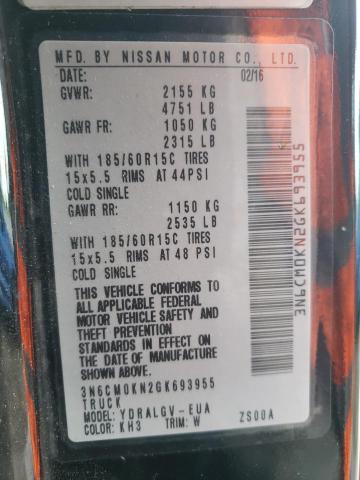 MFD. BY NISSAN MOTOR CO., LTD.
DATE: 02/16
GVWR: 2155 KG
4751 LB
GAWR FR: 1050 KG
2315 LB
WITH 185/60R15C TIRES
15x5.5 RIMS AT 44PSI
COLD SINGLE
GAWR RR: 1150 KG
2535 LB
WITH 185/60R15C TIRES
15x5.5 RIMS AT 48 PSI
COLD SINGLE
THIS VEHICLE CONFORMS TO
ALL APPLICABLE FEDERAL
MOTOR VEHICLE SAFETY AND
THEFT PREVENTION
STANDARDS IN EFFECT ON THE
DATE OF MANUFACTURE
SHOWN ABOVE.
3N6CM0KN2GK693955
TRUCK
MODEL: YDRALGV-EUA
COLOR: KH3 TRIM: W ZS00A
3N6CM0KN2GK693955